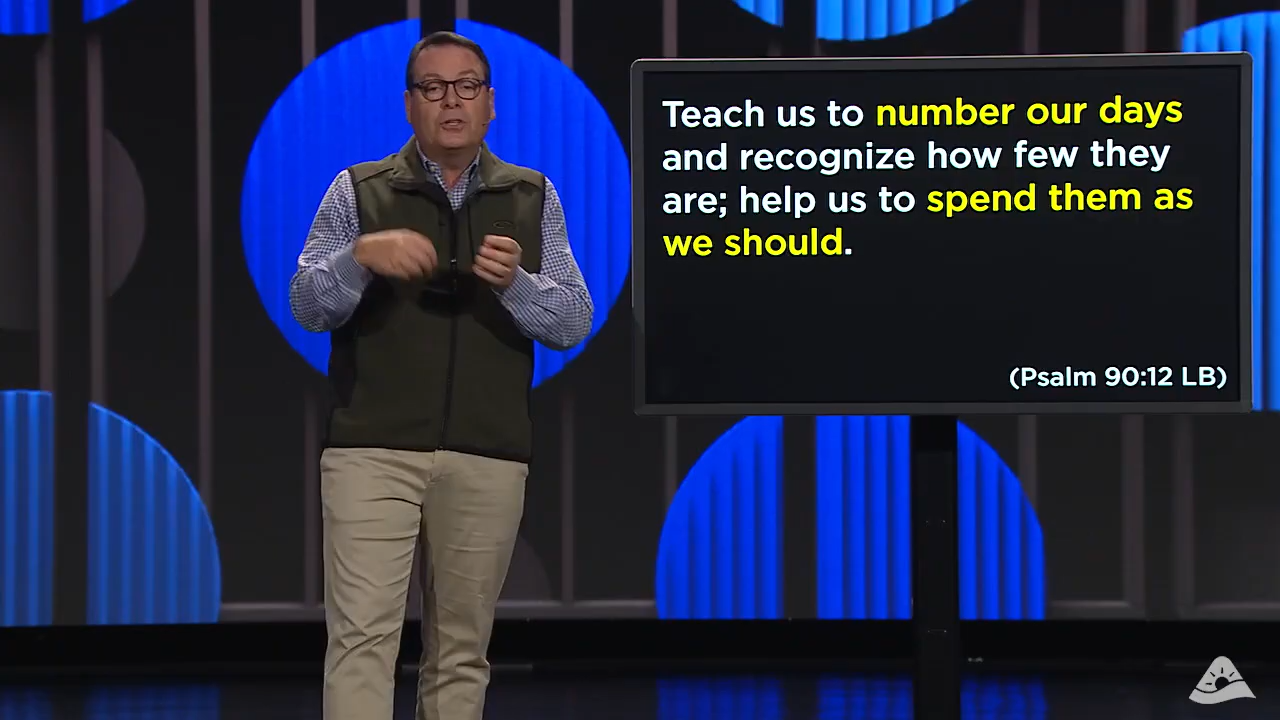 Teach us to number our days
and recognize how few they
are; help us to spend them as
we should.
(Psalm 90:12 LB)